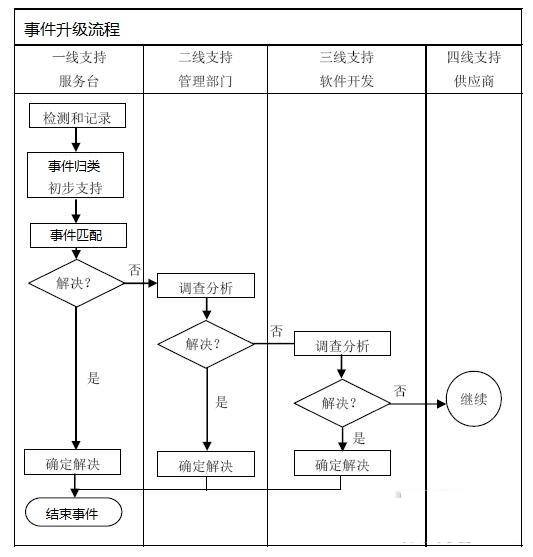 事件升级流程
一线支持
服务台
二线支持
管理部门
三线支持
软件开发
四线支持
供应商
检测和记录
事件归类
初步支持
事件匹配
解决?
否
调查分析
解决?
否
调查分析
解决?
否
继续
是
是
是
确定解决
确定解决
确定解决
结束事件